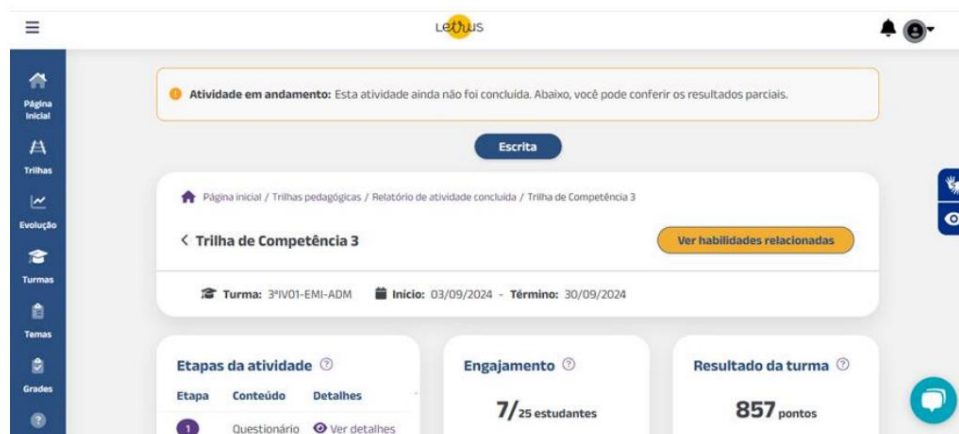 Letrus
Página
Inicial
Trilhas
Evolução
Turmas
Temas
Grades
Atividade em andamento: Esta atividade ainda não foi concluída. Abaixo, você pode conferir os resultados parciais.
Escrita
Página inicial / Trilhas pedagógicas / Relatório de atividade concluída / Trilha de Competência 3
< Trilha de Competência 3
Ver habilidades relacionadas
Turma: 3ªIV01-EMI-ADM Início: 03/09/2024 - Término: 30/09/2024
Etapas da atividade ?
Etapa Conteúdo Detalhes
1 Questionário Ver detalhes
Engajamento ?
7/25 estudantes
Resultado da turma ?
857 pontos